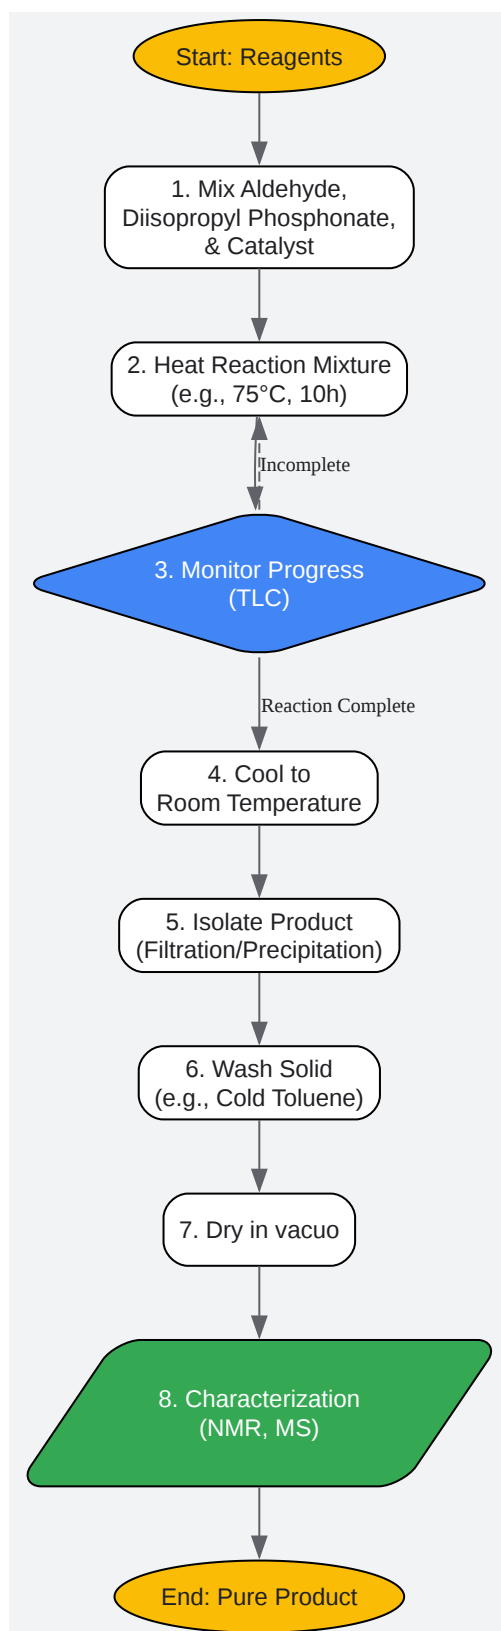 Start: Reagents
1. Mix Aldehyde,
Diisopropyl Phosphonate,
& Catalyst
2. Heat Reaction Mixture
(e.g., 75°C, 10h)
Incomplete
3. Monitor Progress
(TLC)
Reaction Complete
4. Cool to
Room Temperature
5. Isolate Product
(Filtration/Precipitation)
6. Wash Solid
(e.g., Cold Toluene)
7. Dry in vacuo
8. Characterization
(NMR, MS)
End: Pure Product